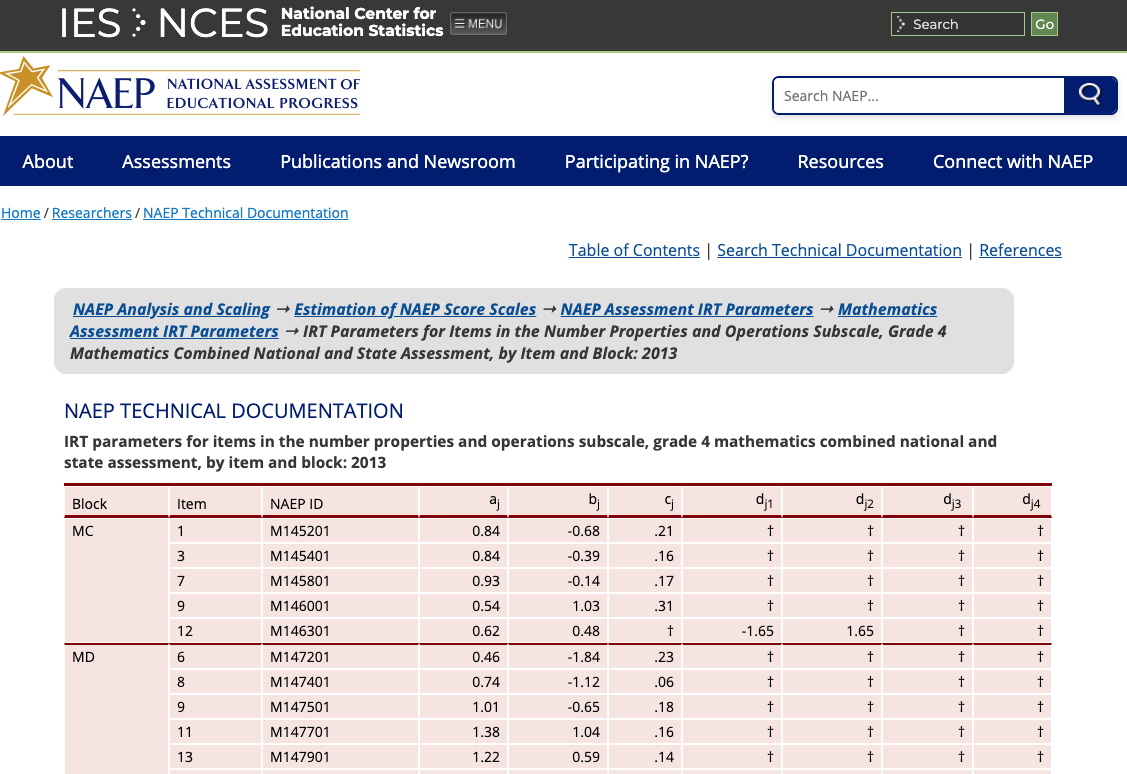 IES NCES National Center for Education Statistics MENU Search Go
NAEP NATIONAL ASSESSMENT OF EDUCATIONAL PROGRESS
Search NAEP...
About Assessments Publications and Newsroom Participating in NAEP? Resources Connect with NAEP
Home / Researchers / NAEP Technical Documentation
Table of Contents | Search Technical Documentation | References
NAEP Analysis and Scaling → Estimation of NAEP Score Scales → NAEP Assessment IRT Parameters → Mathematics
Assessment IRT Parameters → IRT Parameters for Items in the Number Properties and Operations Subscale, Grade 4
Mathematics Combined National and State Assessment, by Item and Block: 2013
NAEP TECHNICAL DOCUMENTATION
IRT parameters for items in the number properties and operations subscale, grade 4 mathematics combined national and
state assessment, by item and block: 2013
Block Item NAEP ID aj bj cj dj1 dj2 dj3 dj4
MC 1 M145201 0.84 -0.68 .21 † † † †
3 M145401 0.84 -0.39 .16 † † † †
7 M145801 0.93 -0.14 .17 † † † †
9 M146001 0.54 1.03 .31 † † † †
12 M146301 0.62 0.48 † -1.65 1.65 † †
MD 6 M147201 0.46 -1.84 .23 † † † †
8 M147401 0.74 -1.12 .06 † † † †
9 M147501 1.01 -0.65 .18 † † † †
11 M147701 1.38 1.04 .16 † † † †
13 M147901 1.22 0.59 .14 † † † †